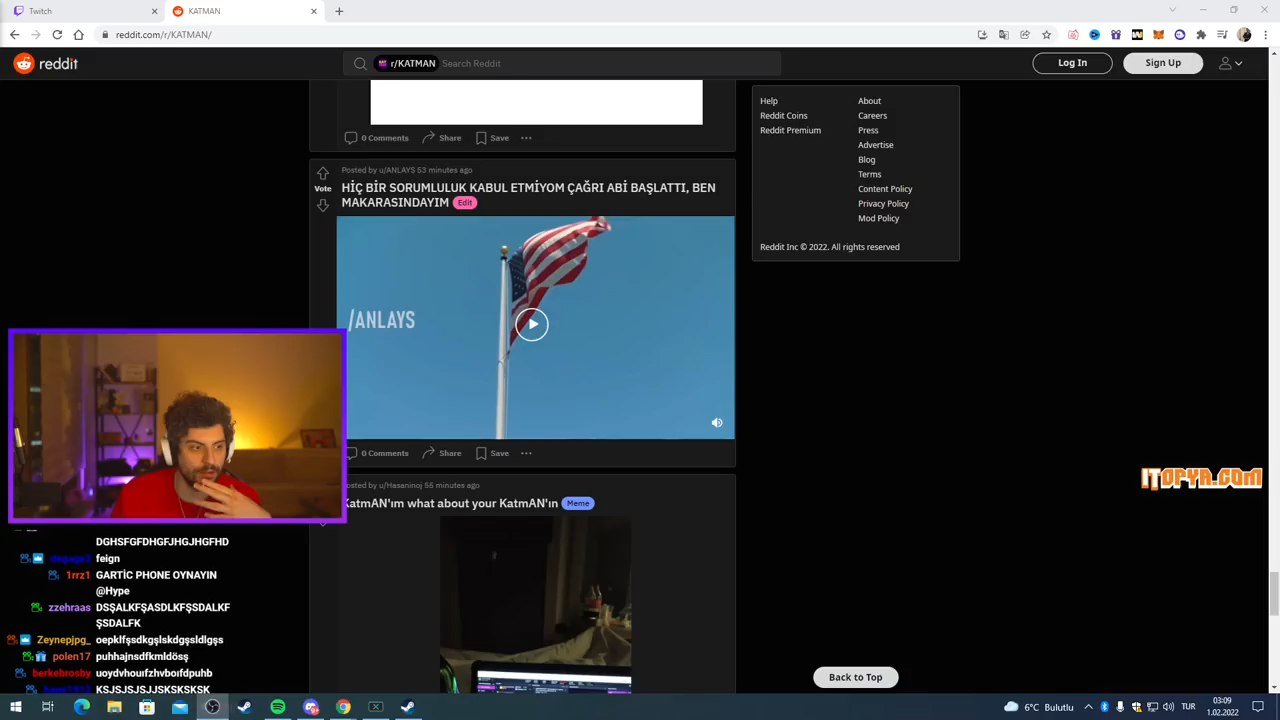 Twitch
KATMAN
reddit.com/r/KATMAN/
reddit
r/KATMAN
Search Reddit
Log In
Sign Up
0 Comments
Share
Save
Help
Reddit Coins
Reddit Premium
About
Careers
Press
Advertise
Blog
Terms
Content Policy
Privacy Policy
Mod Policy
Reddit Inc © 2022. All rights reserved
Posted by u/ANLAYS 53 minutes ago
Vote
HİÇ BİR SORUMLULUK KABUL ETMİYOM ÇAĞRI ABİ BAŞLATTI, BEN
MAKARASINDAYIM Edit
/ANLAYS
0 Comments
Share
Save
osted by u/Hasaninoj 55 minutes ago
KatmAN'ım what about your KatmAN'ın Meme
ITOPYA.COM
DGHSFGFDHGFJHGJHGFHD
feign
1rrz1 GARTİC PHONE OYNAYIN
@Hype
zzehraas DSŞALKFŞASDLKFŞSDALKF
ŞSDALFK
Zeynepjpg_ oepklfşsdkgşlskdgşsldlgşs
polen17 puhhajnsdfkmldösş
berkebrosby uoydvhouıfzhvboıfdpuhb
KSJSJSJSJJSKSKSKSK
Back to Top
6°C Bulutlu
TUR
03:09
1.02.2022